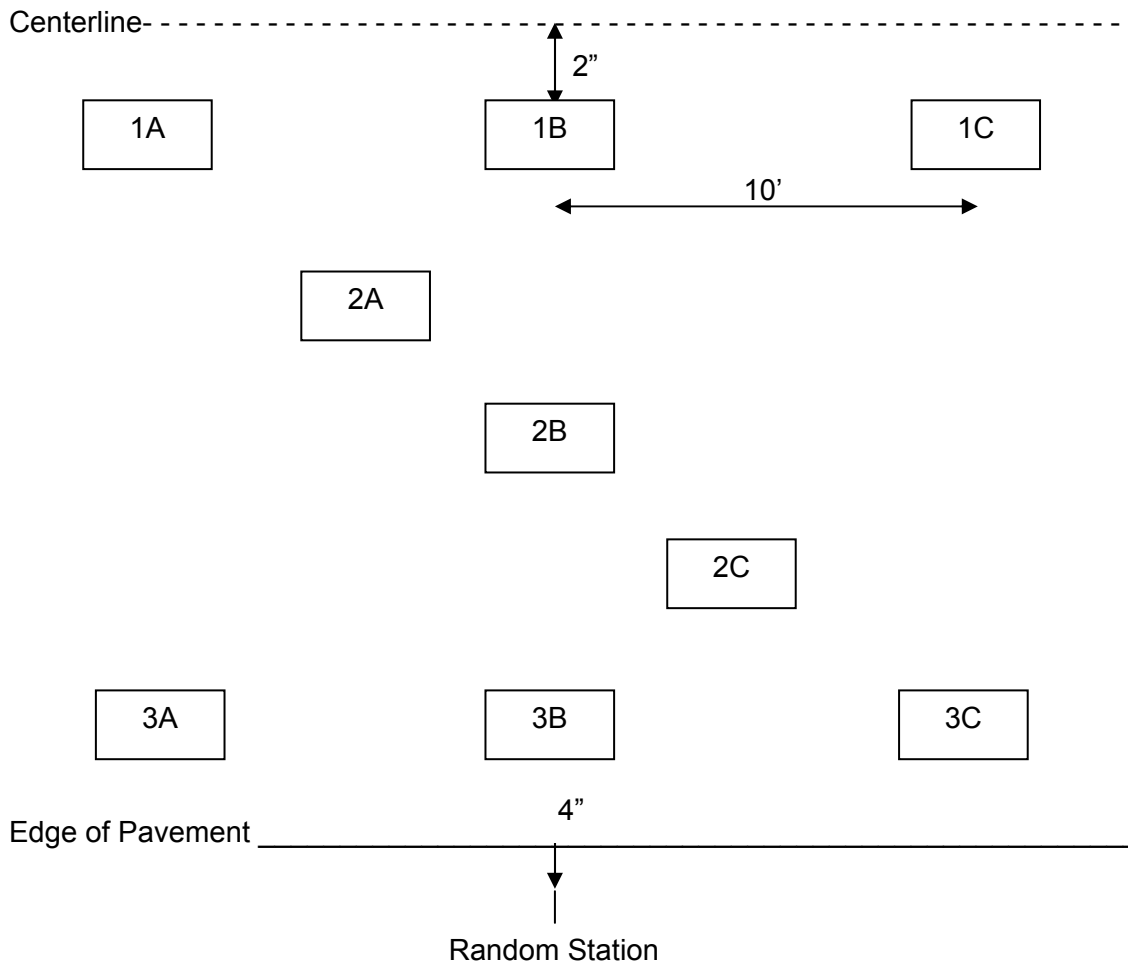 Centerline
2”
1A 1B 1C
10’
2A
2B
2C
3A 3B 3C
4”
Edge of Pavement
Random Station